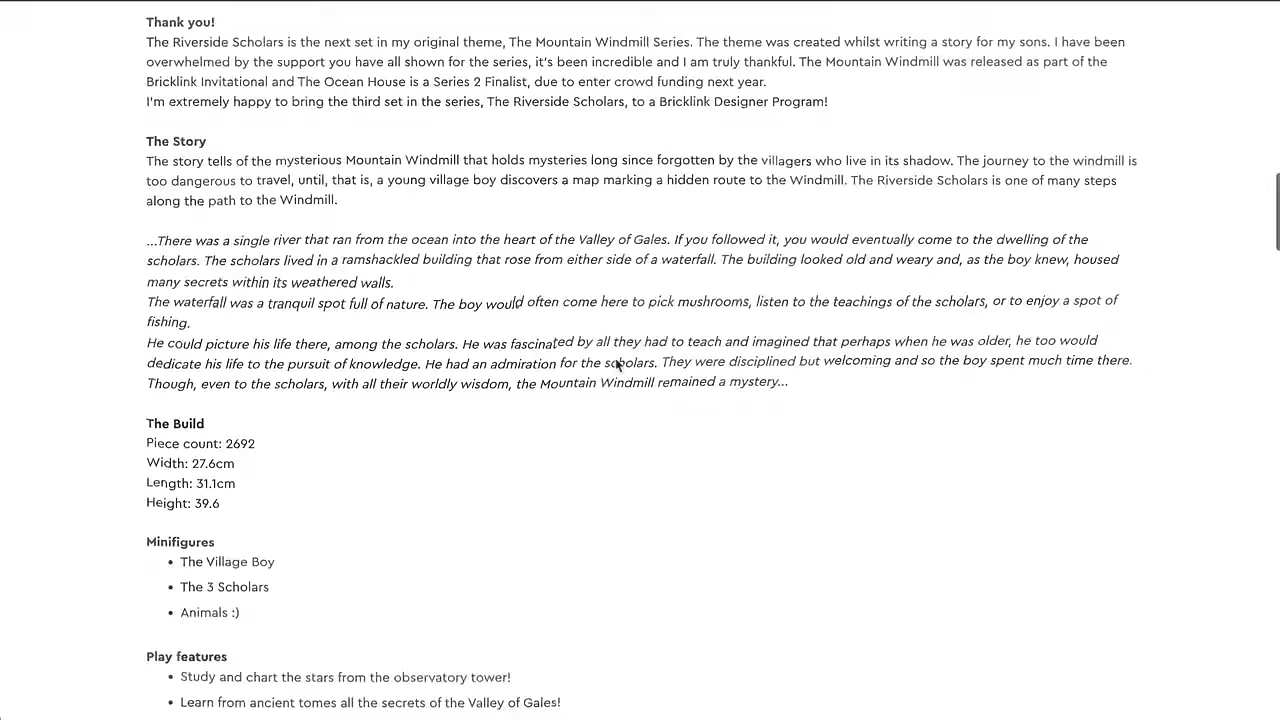 Thank you!
The Riverside Scholars is the next set in my original theme, The Mountain Windmill Series. The theme was created whilst writing a story for my sons. I have been
overwhelmed by the support you have all shown for the series, it's been incredible and I am truly thankful. The Mountain Windmill was released as part of the
Bricklink Invitational and The Ocean House is a Series 2 Finalist, due to enter crowd funding next year.
I'm extremely happy to bring the third set in the series, The Riverside Scholars, to a Bricklink Designer Program!
The Story
The story tells of the mysterious Mountain Windmill that holds mysteries long since forgotten by the villagers who live in its shadow. The journey to the windmill is
too dangerous to travel, until, that is, a young village boy discovers a map marking a hidden route to the Windmill. The Riverside Scholars is one of many steps
along the path to the Windmill.
...There was a single river that ran from the ocean into the heart of the Valley of Gales. If you followed it, you would eventually come to the dwelling of the
scholars. The scholars lived in a ramshackled building that rose from either side of a waterfall. The building looked old and weary and, as the boy knew, housed
many secrets within its weathered walls.
The waterfall was a tranquil spot full of nature. The boy would often come here to pick mushrooms, listen to the teachings of the scholars, or to enjoy a spot of
fishing.
He could picture his life there, among the scholars. He was fascinated by all they had to teach and imagined that perhaps when he was older, he too would
dedicate his life to the pursuit of knowledge. He had an admiration for the scholars. They were disciplined but welcoming and so the boy spent much time there.
Though, even to the scholars, with all their worldly wisdom, the Mountain Windmill remained a mystery...
The Build
Piece count: 2692
Width: 27.6cm
Length: 31.1cm
Height: 39.6
Minifigures
• The Village Boy
• The 3 Scholars
• Animals :)
Play features
• Study and chart the stars from the observatory tower!
• Learn from ancient tomes all the secrets of the Valley of Gales!